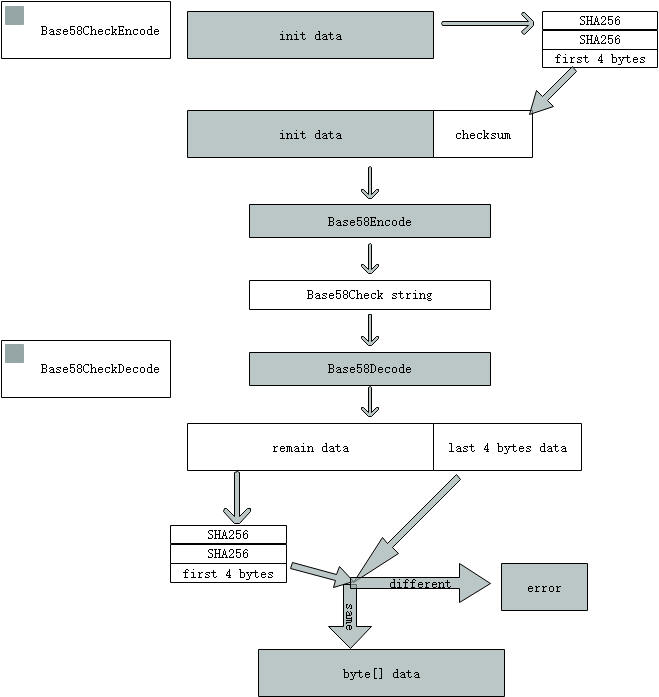 Base58CheckEncode
init data
SHA256
SHA256
first 4 bytes
init data
checksum
Base58Encode
Base58Check string
Base58CheckDecode
Base58Decode
remain data
last 4 bytes data
SHA256
SHA256
first 4 bytes
different
error
same
byte[] data